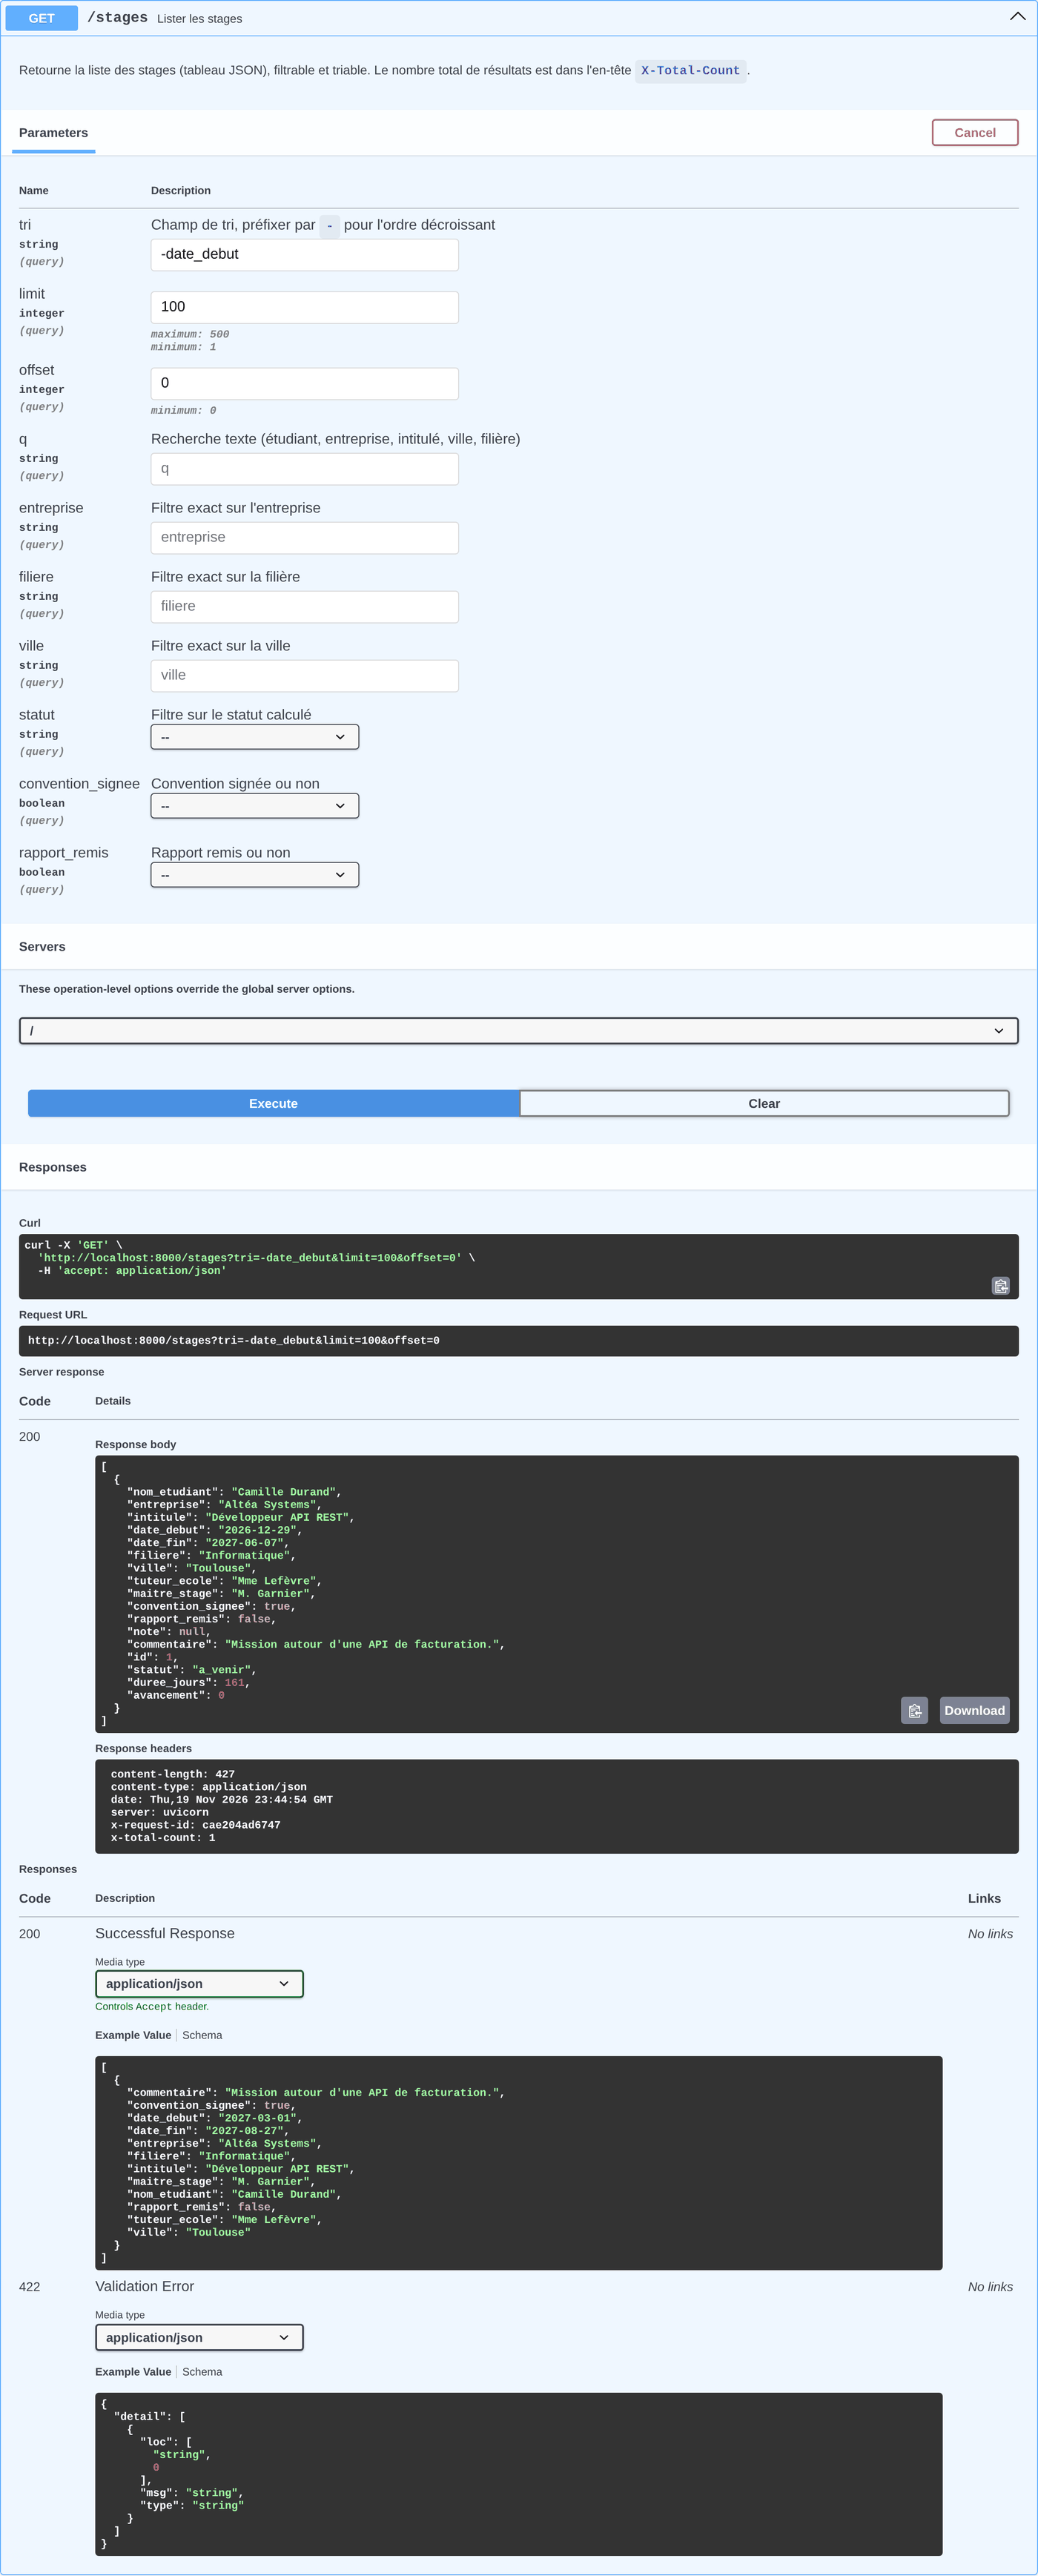 GET /stages Lister les stages
Retourne la liste des stages (tableau JSON), filtrable et triable. Le nombre total de résultats est dans l'en-tête X-Total-Count.
Parameters
Cancel
Name Description
tri
string
(query)
Champ de tri, préfixer par - pour l'ordre décroissant
-date_debut
limit
integer
(query)
100
maximum: 500
minimum: 1
offset
integer
(query)
0
minimum: 0
q
string
(query)
Recherche texte (étudiant, entreprise, intitulé, ville, filière)
q
entreprise
string
(query)
Filtre exact sur l'entreprise
entreprise
filiere
string
(query)
Filtre exact sur la filière
filiere
ville
string
(query)
Filtre exact sur la ville
ville
statut
string
(query)
Filtre sur le statut calculé
--
convention_signee
boolean
(query)
Convention signée ou non
--
rapport_remis
boolean
(query)
Rapport remis ou non
--
Servers
These operation-level options override the global server options.
/
Execute
Clear
Responses
Curl
curl -X 'GET' \
'http://localhost:8000/stages?tri=-date_debut&limit=100&offset=0' \
-H 'accept: application/json'
Request URL
http://localhost:8000/stages?tri=-date_debut&limit=100&offset=0
Server response
Code Details
200
Response body
[
{
"nom_etudiant": "Camille Durand",
"entreprise": "Altéa Systems",
"intitule": "Développeur API REST",
"date_debut": "2026-12-29",
"date_fin": "2027-06-07",
"filiere": "Informatique",
"ville": "Toulouse",
"tuteur_ecole": "Mme Lefèvre",
"maitre_stage": "M. Garnier",
"convention_signee": true,
"rapport_remis": false,
"note": null,
"commentaire": "Mission autour d'une API de facturation.",
"id": 1,
"statut": "a_venir",
"duree_jours": 161,
"avancement": 0
}
]
Download
Response headers
content-length: 427
content-type: application/json
date: Thu,19 Nov 2026 23:44:54 GMT
server: uvicorn
x-request-id: cae204ad6747
x-total-count: 1
Responses
Code Description Links
200 Successful Response No links
Media type
application/json
Controls Accept header.
Example Value Schema
[
{
"commentaire": "Mission autour d'une API de facturation.",
"convention_signee": true,
"date_debut": "2027-03-01",
"date_fin": "2027-08-27",
"entreprise": "Altéa Systems",
"filiere": "Informatique",
"intitule": "Développeur API REST",
"maitre_stage": "M. Garnier",
"nom_etudiant": "Camille Durand",
"rapport_remis": false,
"tuteur_ecole": "Mme Lefèvre",
"ville": "Toulouse"
}
]
422 Validation Error No links
Media type
application/json
Example Value Schema
{
"detail": [
{
"loc": [
"string",
0
],
"msg": "string",
"type": "string"
}
]
}